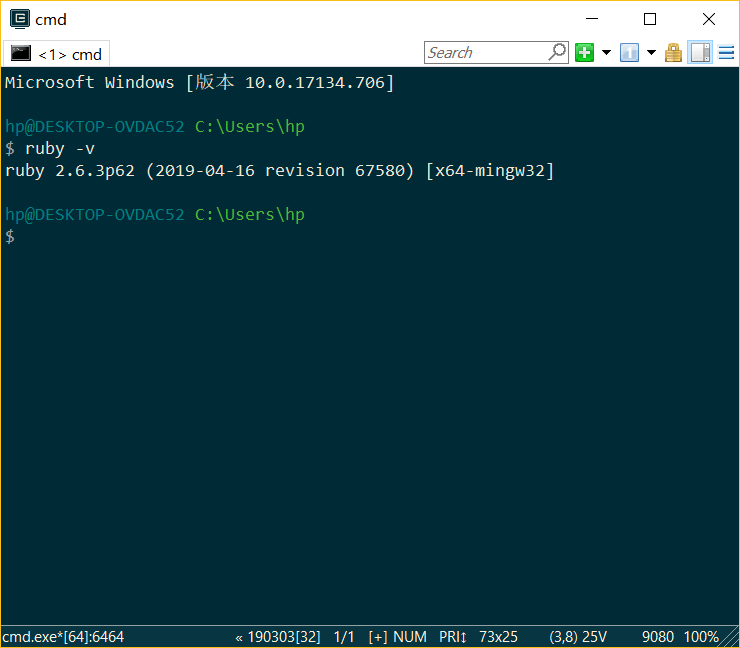 cmd
<1> cmd
Search
Microsoft Windows [版本 10.0.17134.706]
hp@DESKTOP-OVDAC52 C:\Users\hp
$ ruby -v
ruby 2.6.3p62 (2019-04-16 revision 67580) [x64-mingw32]
hp@DESKTOP-OVDAC52 C:\Users\hp
$
cmd.exe*[64]:6464 « 190303[32] 1/1 [+] NUM PRI↕ 73x25 (3,8) 25V 9080 100%